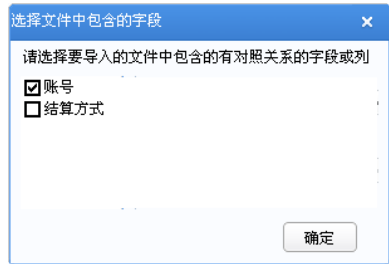 选择文件中包含的字段
请选择要导入的文件中包含的有对照关系的字段或列
账号
结算方式
确定